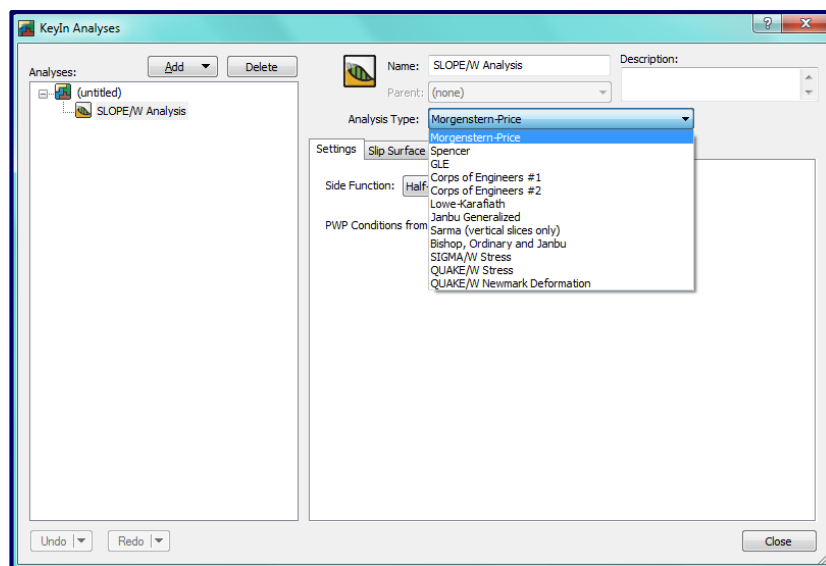 KeyIn Analyses
Analyses:
Add
Delete
(untitled)
SLOPE/W Analysis
Name:
SLOPE/W Analysis
Description:
Parent:
(none)
Analysis Type:
Morgenstern-Price
Morgenstern-Price
Spencer
GLE
Corps of Engineers #1
Corps of Engineers #2
Lowe-Karafiath
Janbu Generalized
Sarma (vertical slices only)
Bishop, Ordinary and Janbu
SIGMA/W Stress
QUAKE/W Stress
QUAKE/W Newmark Deformation
Settings
Slip Surface
Side Function:
Half-
PWP Conditions from
Undo
Redo
Close